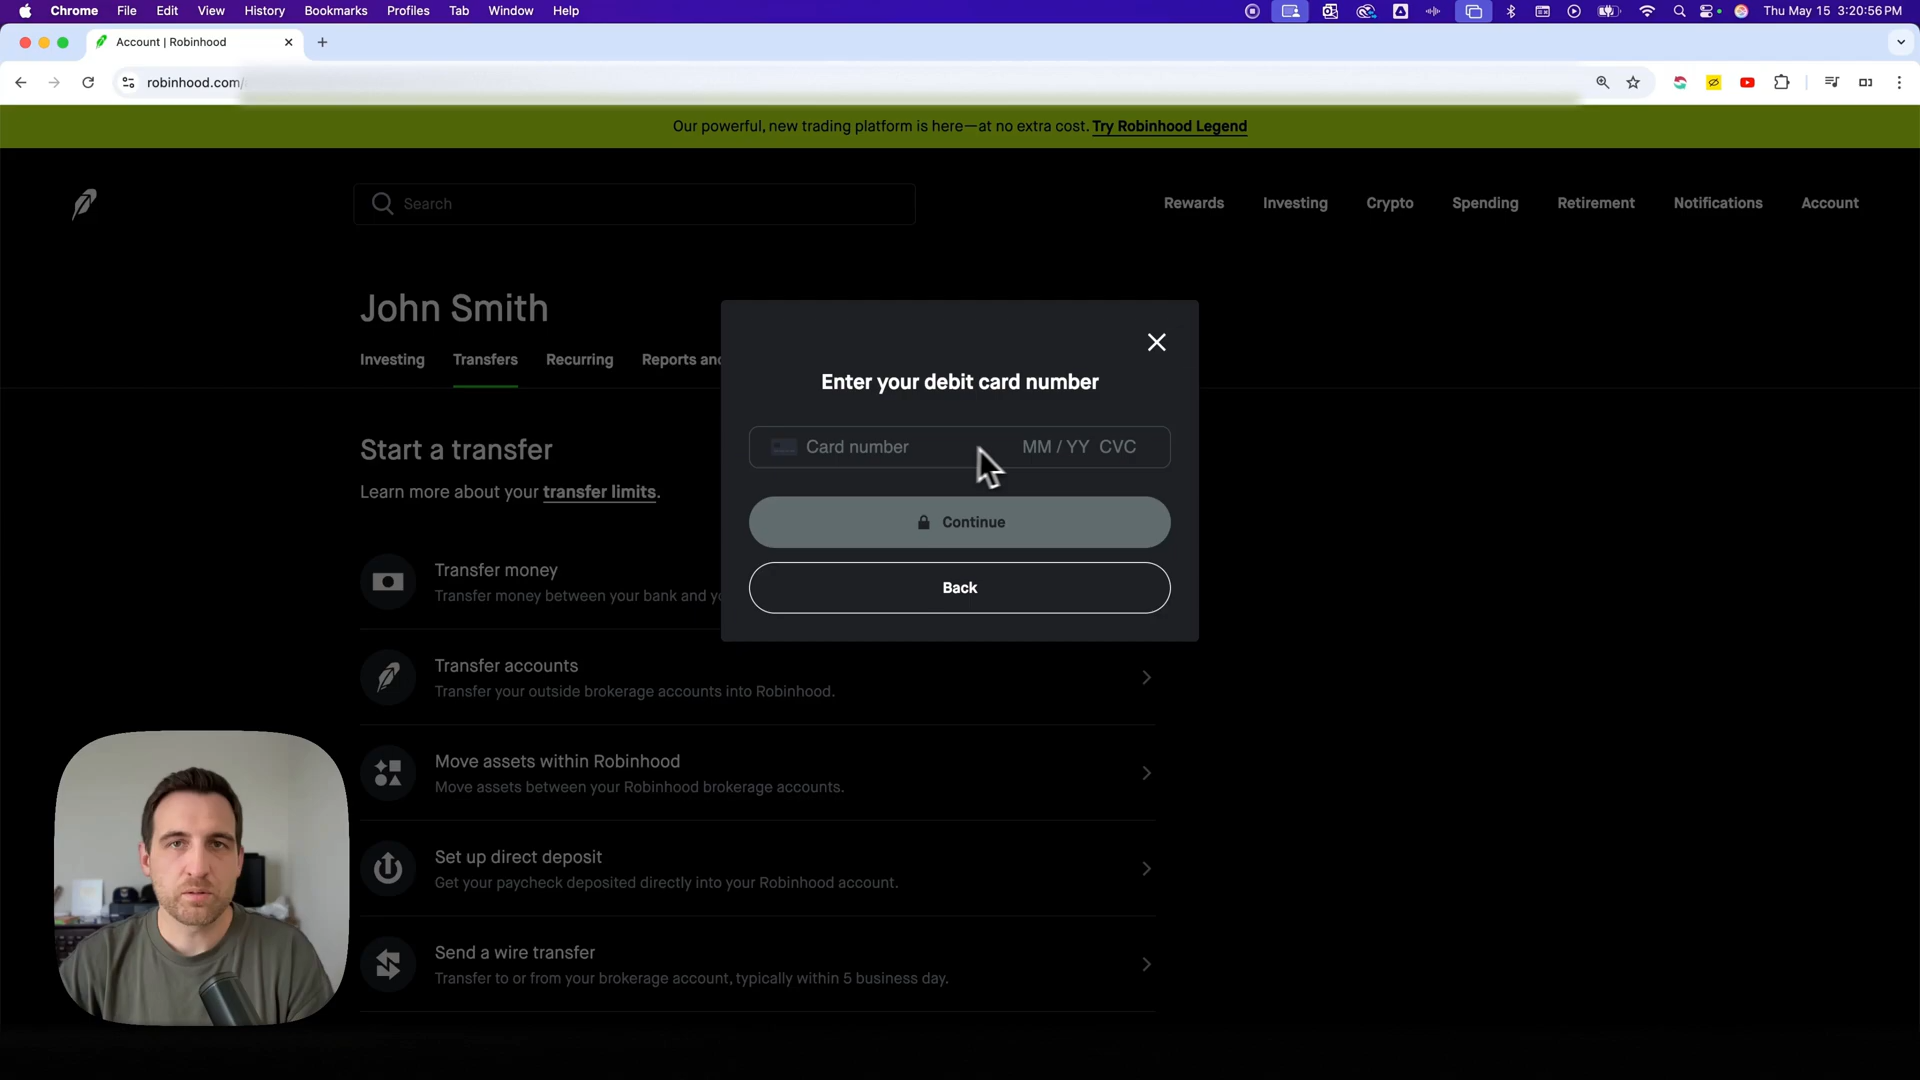 Chrome File Edit View History Bookmarks Profiles Tab Window Help Thu May 15 3:20:56 PM
Account | Robinhood
robinhood.com/
Our powerful, new trading platform is here—at no extra cost. Try Robinhood Legend
Search Rewards Investing Crypto Spending Retirement Notifications Account
John Smith
Investing Transfers Recurring Reports and
Enter your debit card number
Card number MM / YY CVC
Continue
Back
Start a transfer
Learn more about your transfer limits.
Transfer money
Transfer money between your bank and
Transfer accounts
Transfer your outside brokerage accounts into Robinhood.
Move assets within Robinhood
Move assets between your Robinhood brokerage accounts.
Set up direct deposit
Get your paycheck deposited directly into your Robinhood account.
Send a wire transfer
Transfer to or from your brokerage account, typically within 5 business day.